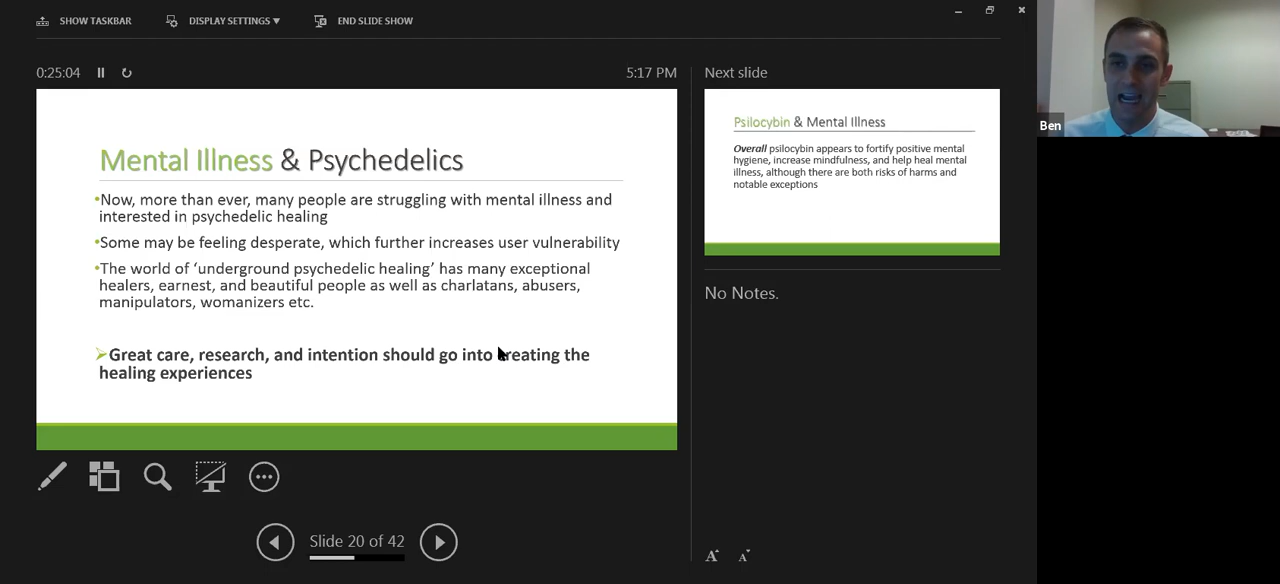 SHOW TASKBAR
DISPLAY SETTINGS ▼
END SLIDE SHOW
0:25:04
5:17 PM
Next slide
Mental Illness & Psychedelics
•Now, more than ever, many people are struggling with mental illness and
interested in psychedelic healing
•Some may be feeling desperate, which further increases user vulnerability
•The world of ‘underground psychedelic healing’ has many exceptional
healers, earnest, and beautiful people as well as charlatans, abusers,
manipulators, womanizers etc.
➢Great care, research, and intention should go into creating the
healing experiences
Psilocybin & Mental Illness
Overall psilocybin appears to fortify positive mental
hygiene, increase mindfulness, and help heal mental
illness, although there are both risks of harms and
notable exceptions
No Notes.
Slide 20 of 42
A A
Ben